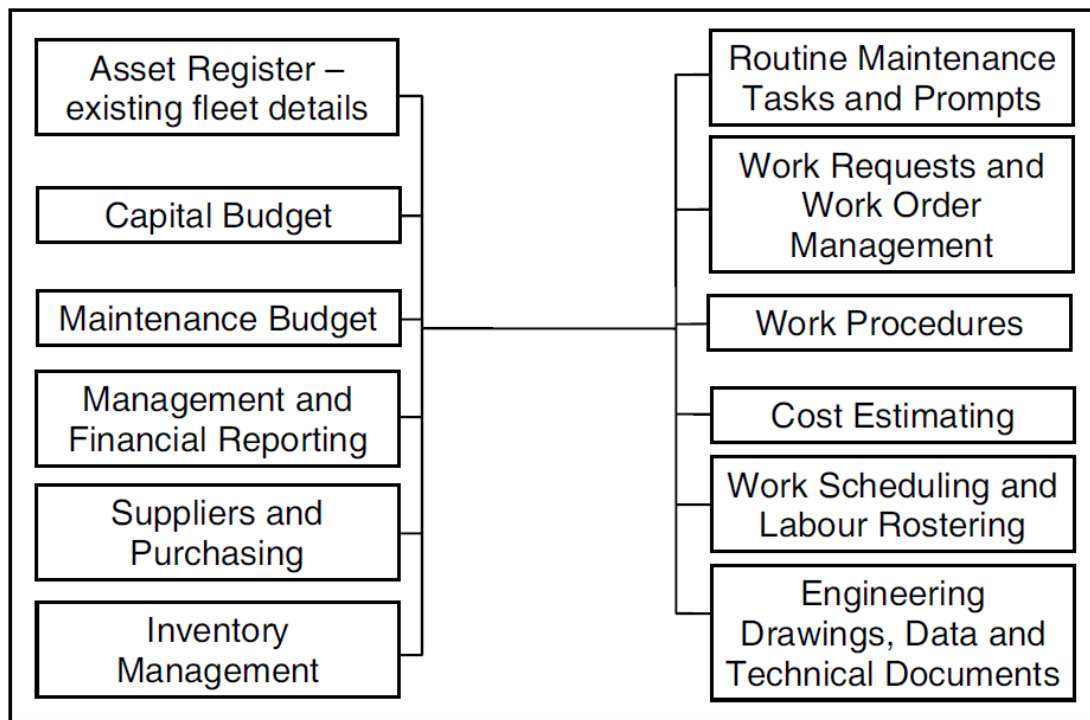 Asset Register –
existing fleet details
Capital Budget
Maintenance Budget
Management and
Financial Reporting
Suppliers and
Purchasing
Inventory
Management
Routine Maintenance
Tasks and Prompts
Work Requests and
Work Order
Management
Work Procedures
Cost Estimating
Work Scheduling and
Labour Rostering
Engineering
Drawings, Data and
Technical Documents